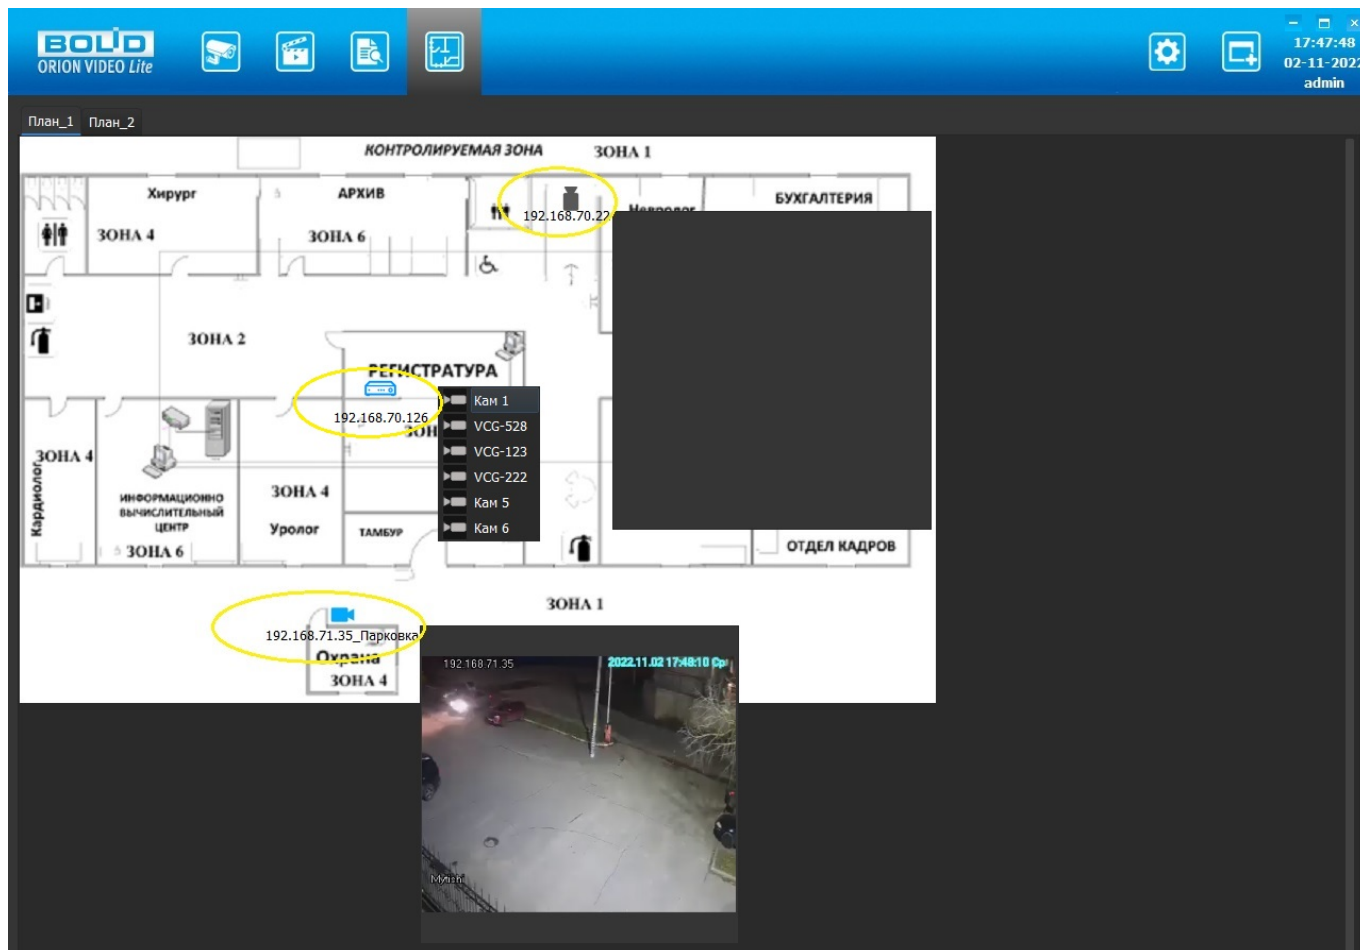 BOLID
ORION VIDEO Lite
17:47:48
02-11-2022
admin
План_1
План_2
КОНТРОЛИРУЕМАЯ ЗОНА
ЗОНА 1
Хирург
АРХИВ
БУХГАЛТЕРИЯ
192.168.70.22
Невролог
ЗОНА 4
ЗОНА 6
ЗОНА 2
РЕГИСТРАТУРА
192.168.70.126
Кам 1
VCG-528
VCG-123
VCG-222
Кам 5
Кам 6
ЗОНА 4
Кардиолог
ИНФОРМАЦИОННО
ВЫЧИСЛИТЕЛЬНЫЙ
ЦЕНТР
ЗОНА 6
ЗОНА 4
Уролог
ТАМБУР
ОТДЕЛ КАДРОВ
ЗОНА 1
192.168.71.35_Парковка
Охрана
ЗОНА 4
192.168.71.35
2022.11.02 17:48:10 Ср